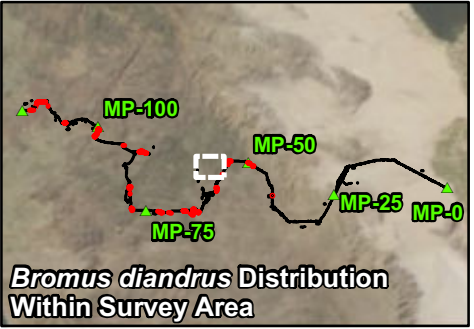 MP-100
MP-50
MP-25
MP-0
MP-75
Bromus diandrus Distribution
Within Survey Area